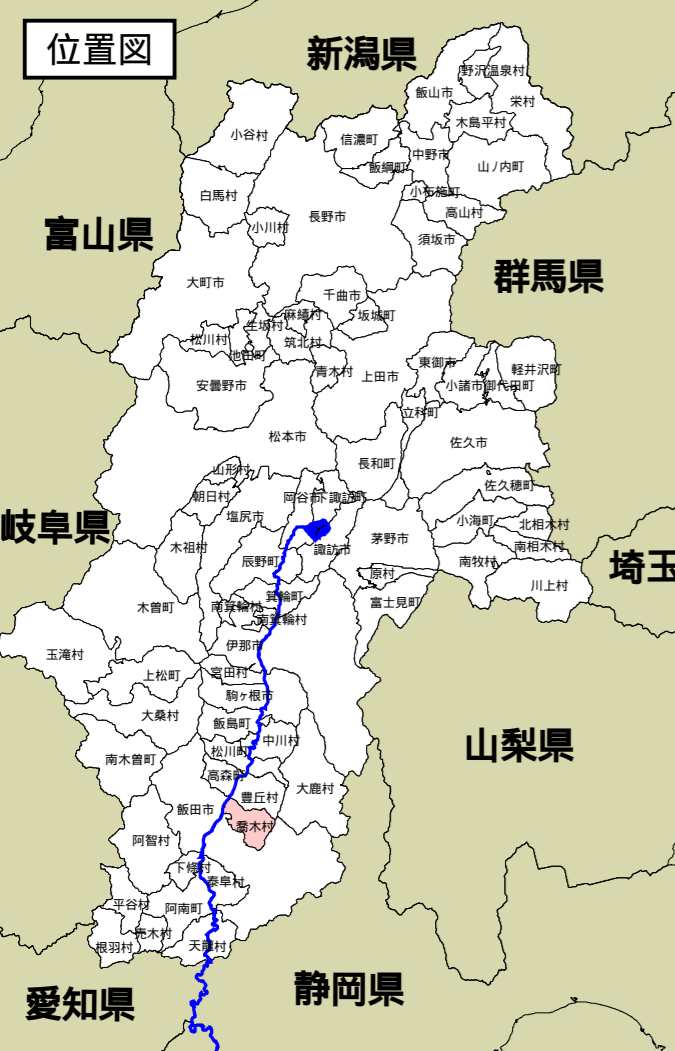 位置図
新潟県
野沢温泉村
飯山市
栄村
木島平村
小谷村
信濃町
中野市
飯綱町
山ノ内町
白馬村
小布施町
高山村
長野市
小川村
須坂市
富山県
群馬県
大町市
千曲市
麻績村
坂城町
生坂村
松川村
筑北村
池田町
東御市
青木村
上田市
軽井沢町
安曇野市
小諸市
御代田町
立科町
松本市
佐久市
長和町
山形村
佐久穂町
朝日村
岡谷市
下諏訪町
塩尻市
小海町
北相木村
岐阜県
茅野市
木祖村
諏訪市
南相木村
辰野町
南牧村
埼玉
原村
川上村
箕輪町
富士見町
木曽町
南箕輪村
南箕輪村
伊那市
玉滝村
宮田村
上松町
駒ヶ根市
大桑村
飯島町
中川村
山梨県
松川町
南木曽町
高森町
大鹿村
豊丘村
飯田市
喬木村
阿智村
下條村
泰阜村
平谷村
阿南町
売木村
根羽村
天龍村
静岡県
愛知県